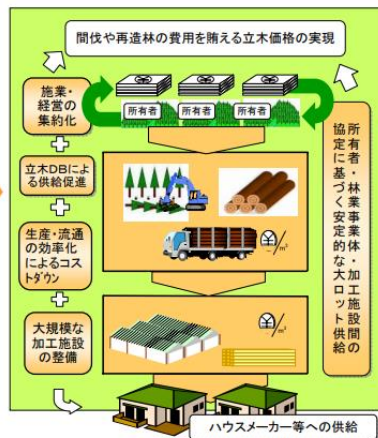 間伐や再造林の費用を賄える立木価格の実現
施業・
経営の
集約化
所有者
所有者
所有者
立木DBによ
る供給促進
生産・流通
の効率化
によるコス
トダウン
/m³
大規模な
加工施設
の整備
/m³
所有者・林業事業体・加工施設間の
協定に基づく安定的な大ロット供給
ハウスメーカー等への供給